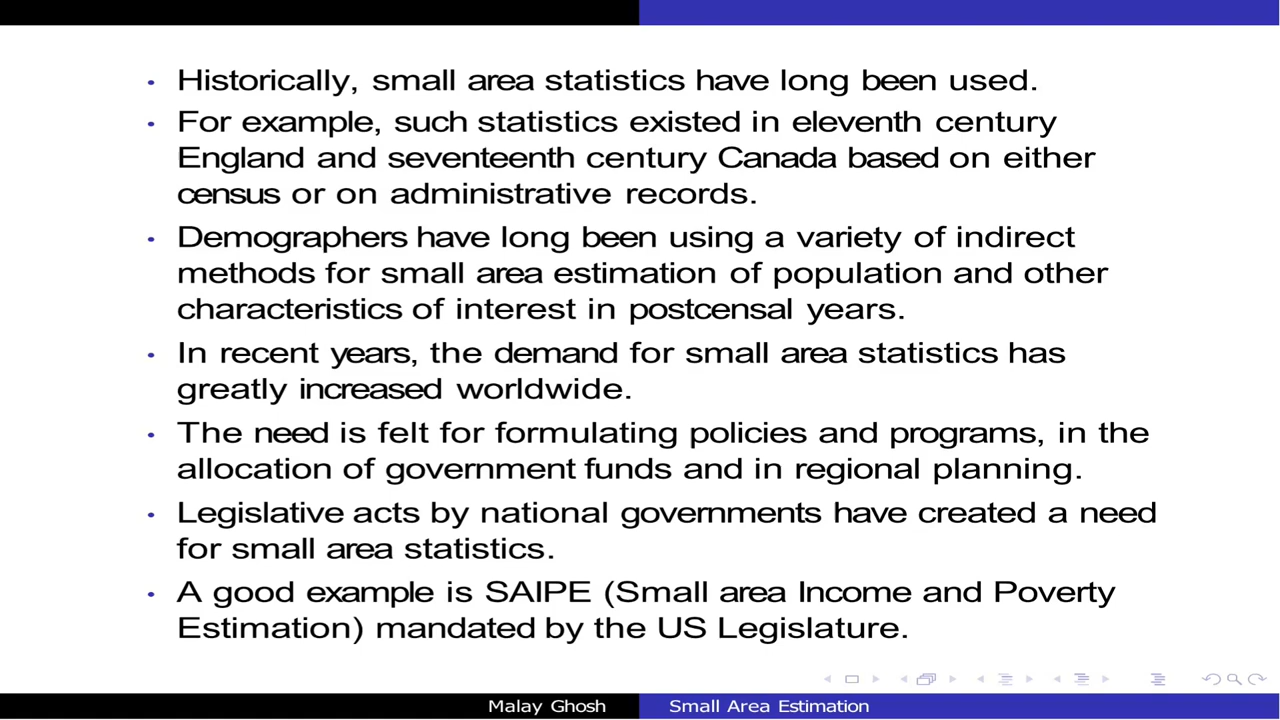 • Historically, small area statistics have long been used.
• For example, such statistics existed in eleventh century
England and seventeenth century Canada based on either
census or on administrative records.
• Demographers have long been using a variety of indirect
methods for small area estimation of population and other
characteristics of interest in postcensal years.
• In recent years, the demand for small area statistics has
greatly increased worldwide.
• The need is felt for formulating policies and programs, in the
allocation of government funds and in regional planning.
• Legislative acts by national governments have created a need
for small area statistics.
• A good example is SAIPE (Small area Income and Poverty
Estimation) mandated by the US Legislature.
Malay Ghosh Small Area Estimation